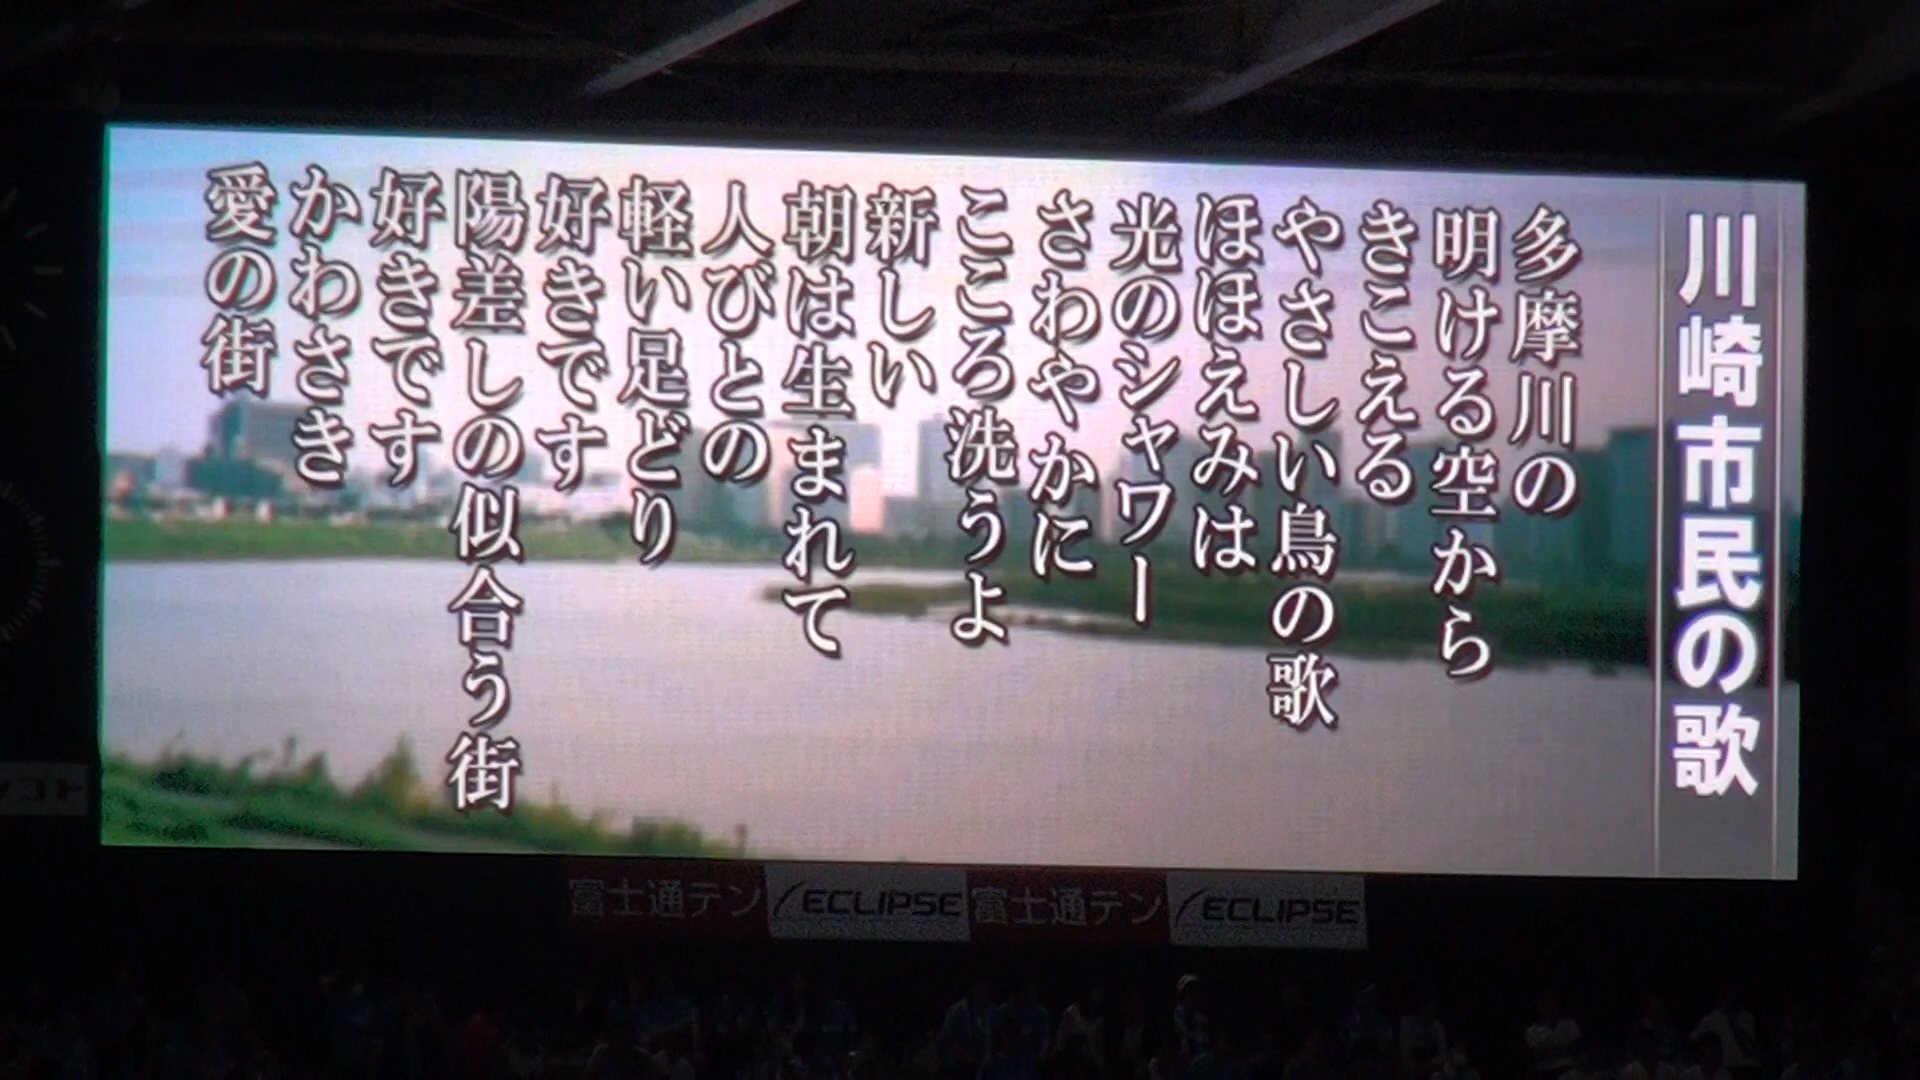 川崎市民の歌
多摩川の
明ける空から
きこえる
やさしい鳥の歌
ほほえみは
光のシャワー
さわやかに
こころ洗うよ
新しい
朝は生まれて
人びとの
軽い足どり
好きです
陽差しの似合う街
好きです
かわさき
愛の街
富士通テン ECLIPSE 富士通テン ECLIPSE